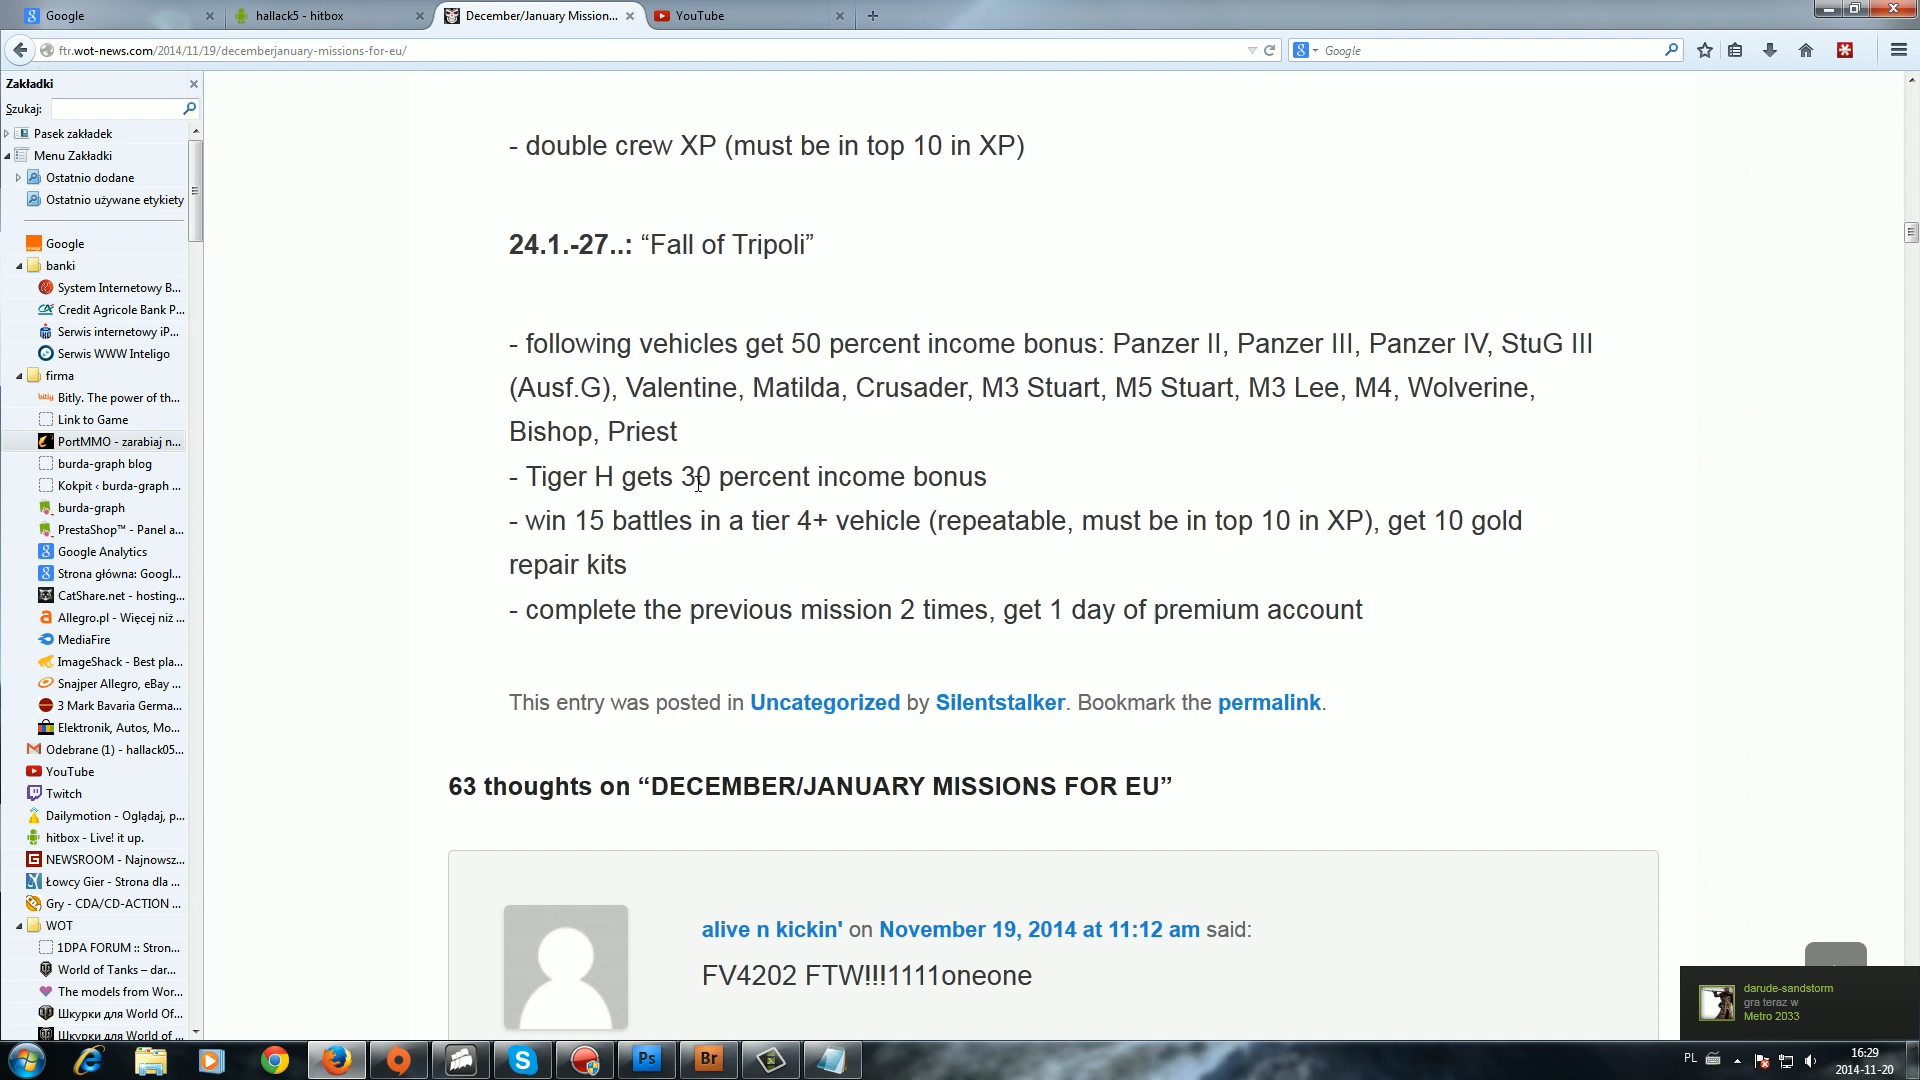 Google
hallack5 - hitbox
December/January Mission...
YouTube
ftr.wot-news.com/2014/11/19/decemberjanuary-missions-for-eu/
Google
Zakładki
Szukaj:
Pasek zakładek
Menu Zakładki
Ostatnio dodane
Ostatnio używane etykiety
Google
banki
System Internetowy B...
Credit Agricole Bank P...
Serwis internetowy iP...
Serwis WWW Inteligo
firma
Bitly. The power of th...
Link to Game
PortMMO - zarabiaj n...
burda-graph blog
Kokpit ‹ burda-graph ...
burda-graph
PrestaShop™ - Panel a...
Google Analytics
Strona główna: Googl...
CatShare.net - hosting...
Allegro.pl - Więcej niż ...
MediaFire
ImageShack - Best pla...
Snajper Allegro, eBay ...
3 Mark Bavaria Germa...
Elektronik, Autos, Mo...
Odebrane (1) - hallack05...
YouTube
Twitch
Dailymotion - Oglądaj, p...
hitbox - Live! it up.
NEWSROOM - Najnowsz...
Łowcy Gier - Strona dla ...
Gry - CDA/CD-ACTION ...
WOT
1DPA FORUM :: Stron...
World of Tanks – dar...
The models from Wor...
Шкурки для World Of...
Шкурки для World of ...
- double crew XP (must be in top 10 in XP)
24.1.-27..: “Fall of Tripoli”
- following vehicles get 50 percent income bonus: Panzer II, Panzer III, Panzer IV, StuG III
(Ausf.G), Valentine, Matilda, Crusader, M3 Stuart, M5 Stuart, M3 Lee, M4, Wolverine,
Bishop, Priest
- Tiger H gets 30 percent income bonus
- win 15 battles in a tier 4+ vehicle (repeatable, must be in top 10 in XP), get 10 gold
repair kits
- complete the previous mission 2 times, get 1 day of premium account
This entry was posted in Uncategorized by Silentstalker. Bookmark the permalink.
63 thoughts on “DECEMBER/JANUARY MISSIONS FOR EU”
alive n kickin' on November 19, 2014 at 11:12 am said:
FV4202 FTW!!!1111oneone
darude-sandstorm
gra teraz w
Metro 2033
Ps
Br
PL
16:29
2014-11-20